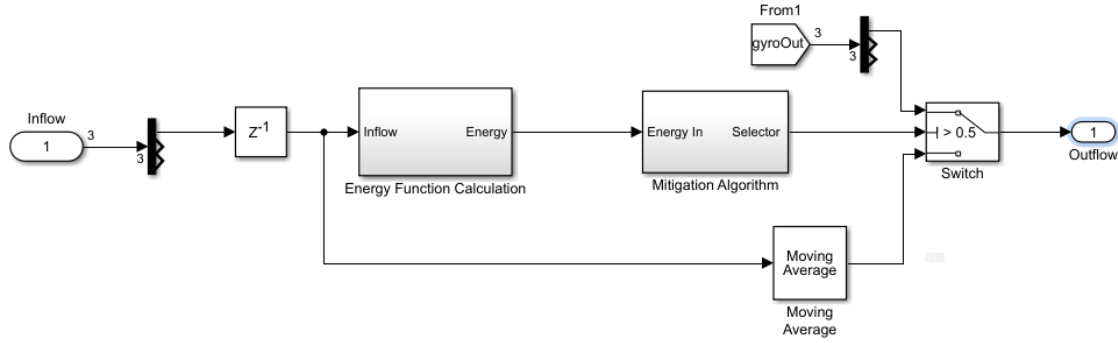 From1
gyroOut
3
3
Inflow
1
3
3
Z-1
Inflow
Energy
Energy Function Calculation
Energy In
Selector
Mitigation Algorithm
> 0.5
Switch
1
Outflow
Moving
Average
Moving
Average